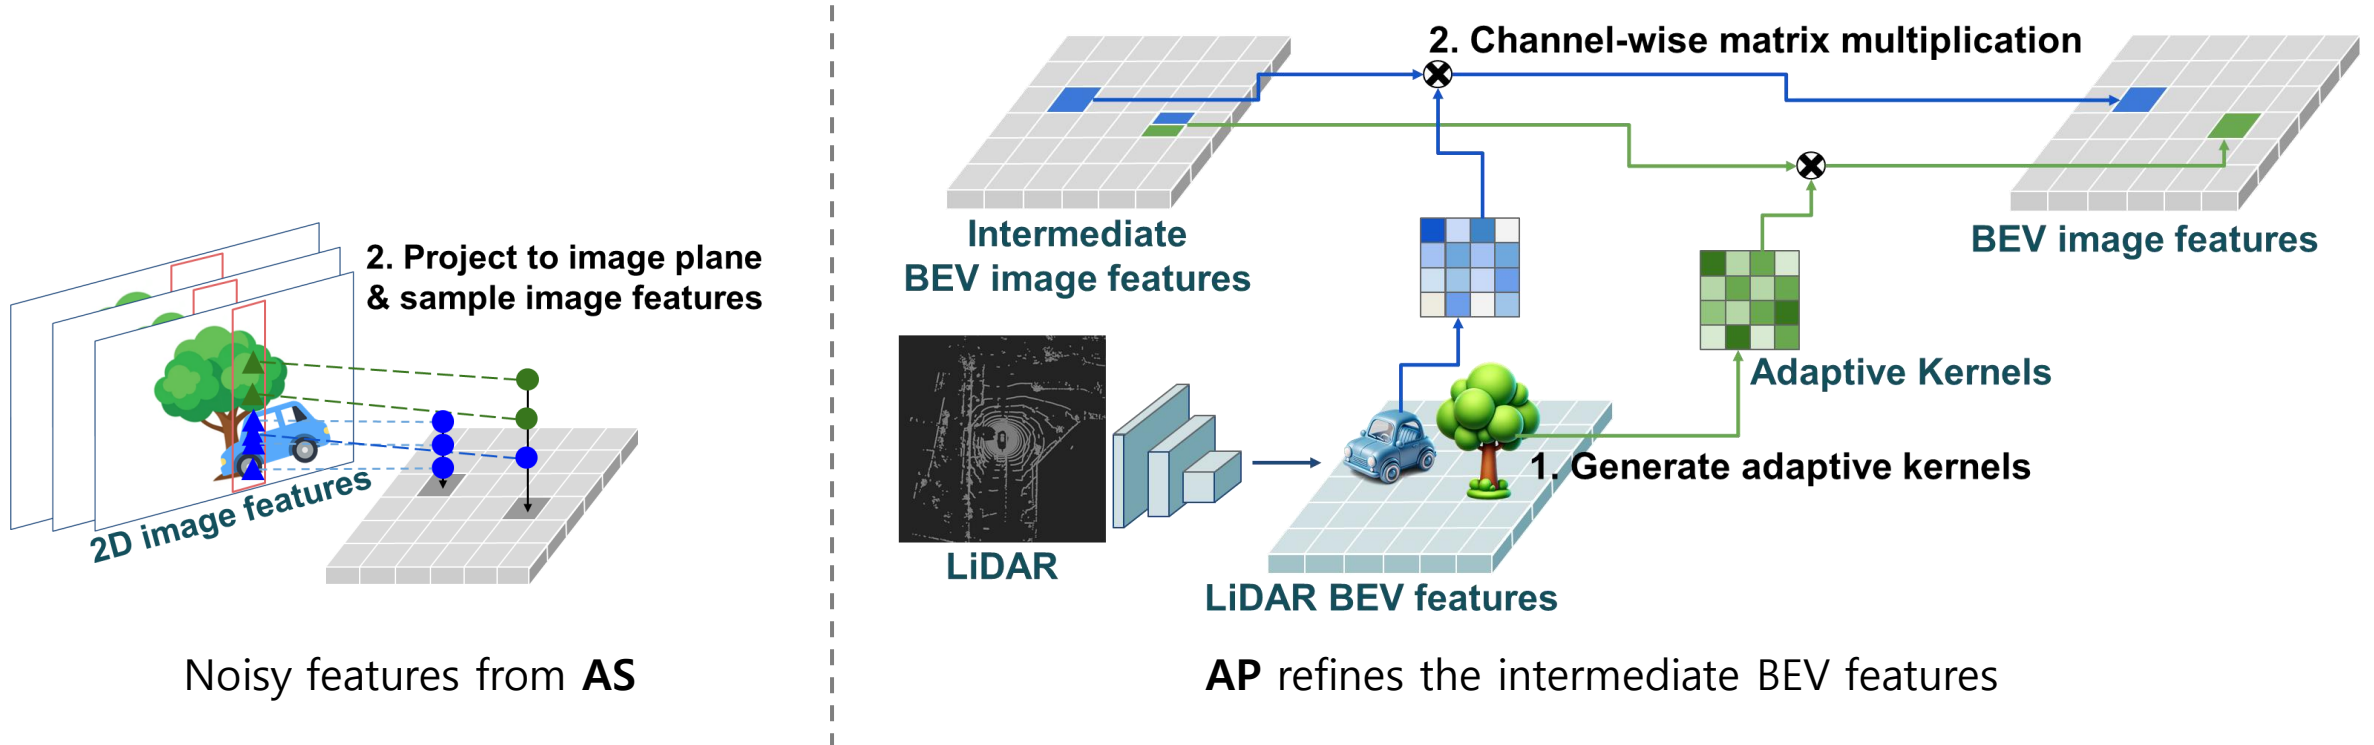 2. Project to image plane
& sample image features
2D image features
Noisy features from AS
2. Channel-wise matrix multiplication
Intermediate
BEV image features
BEV image features
Adaptive Kernels
1. Generate adaptive kernels
LiDAR
LiDAR BEV features
AP refines the intermediate BEV features